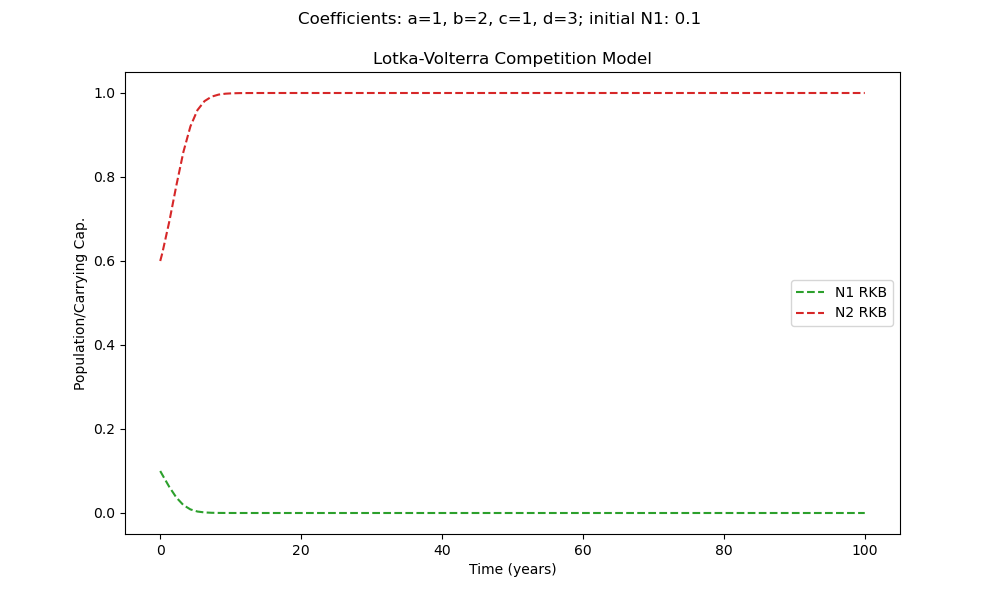 Coefficients: a=1, b=2, c=1, d=3; initial N1: 0.1
Lotka-Volterra Competition Model
Population/Carrying Cap.
1.0
0.8
0.6
0.4
0.2
0.0
N1 RKB
N2 RKB
0 20 40 60 80 100
Time (years)